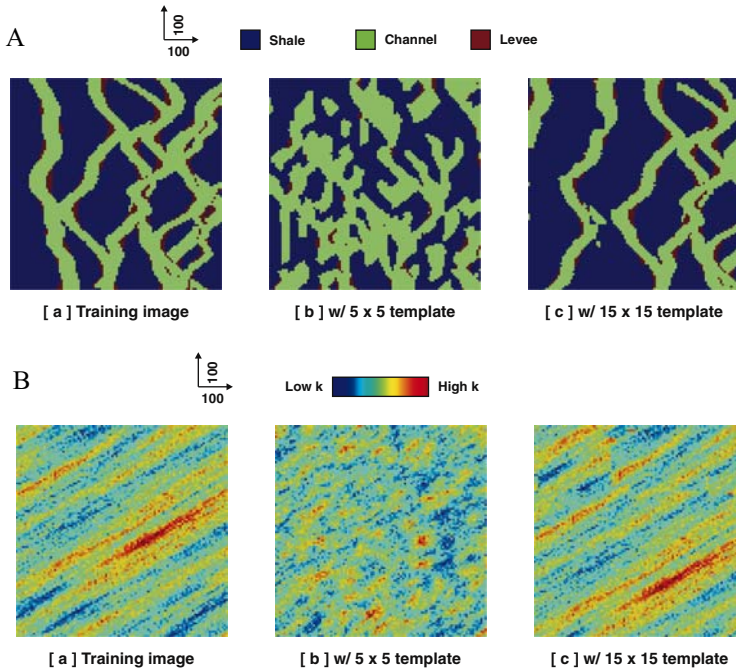 A
100
100
Shale
Channel
Levee
[ a ] Training image
[ b ] w/ 5 x 5 template
[ c ] w/ 15 x 15 template
B
100
100
Low k
High k
[ a ] Training image
[ b ] w/ 5 x 5 template
[ c ] w/ 15 x 15 template